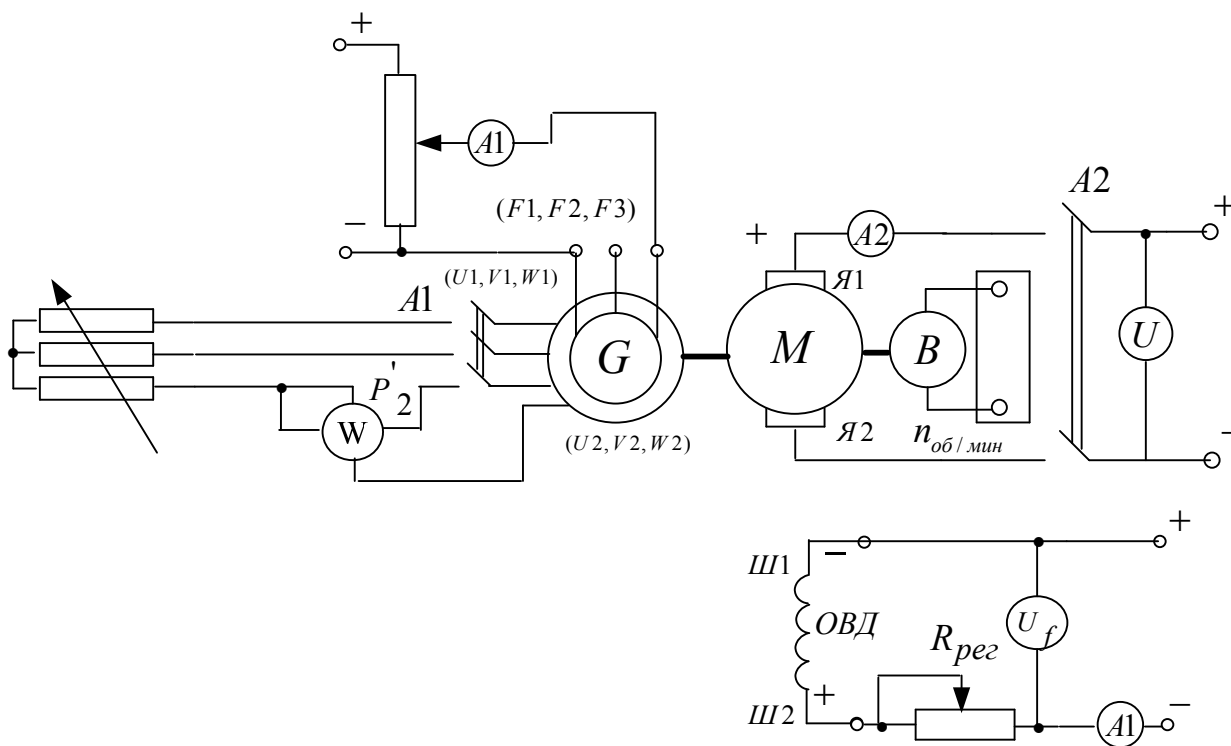 +
A1
−
(F1, F2, F3)
A2
+
+
A2
(U1, V1, W1)
Я1
A1
G
M
B
U
P'2
W
Я2
n об / мин
−
(U2, V2, W2)
+
Ш1
−
ОВД
U f
R рег
+
Ш2
A1
−